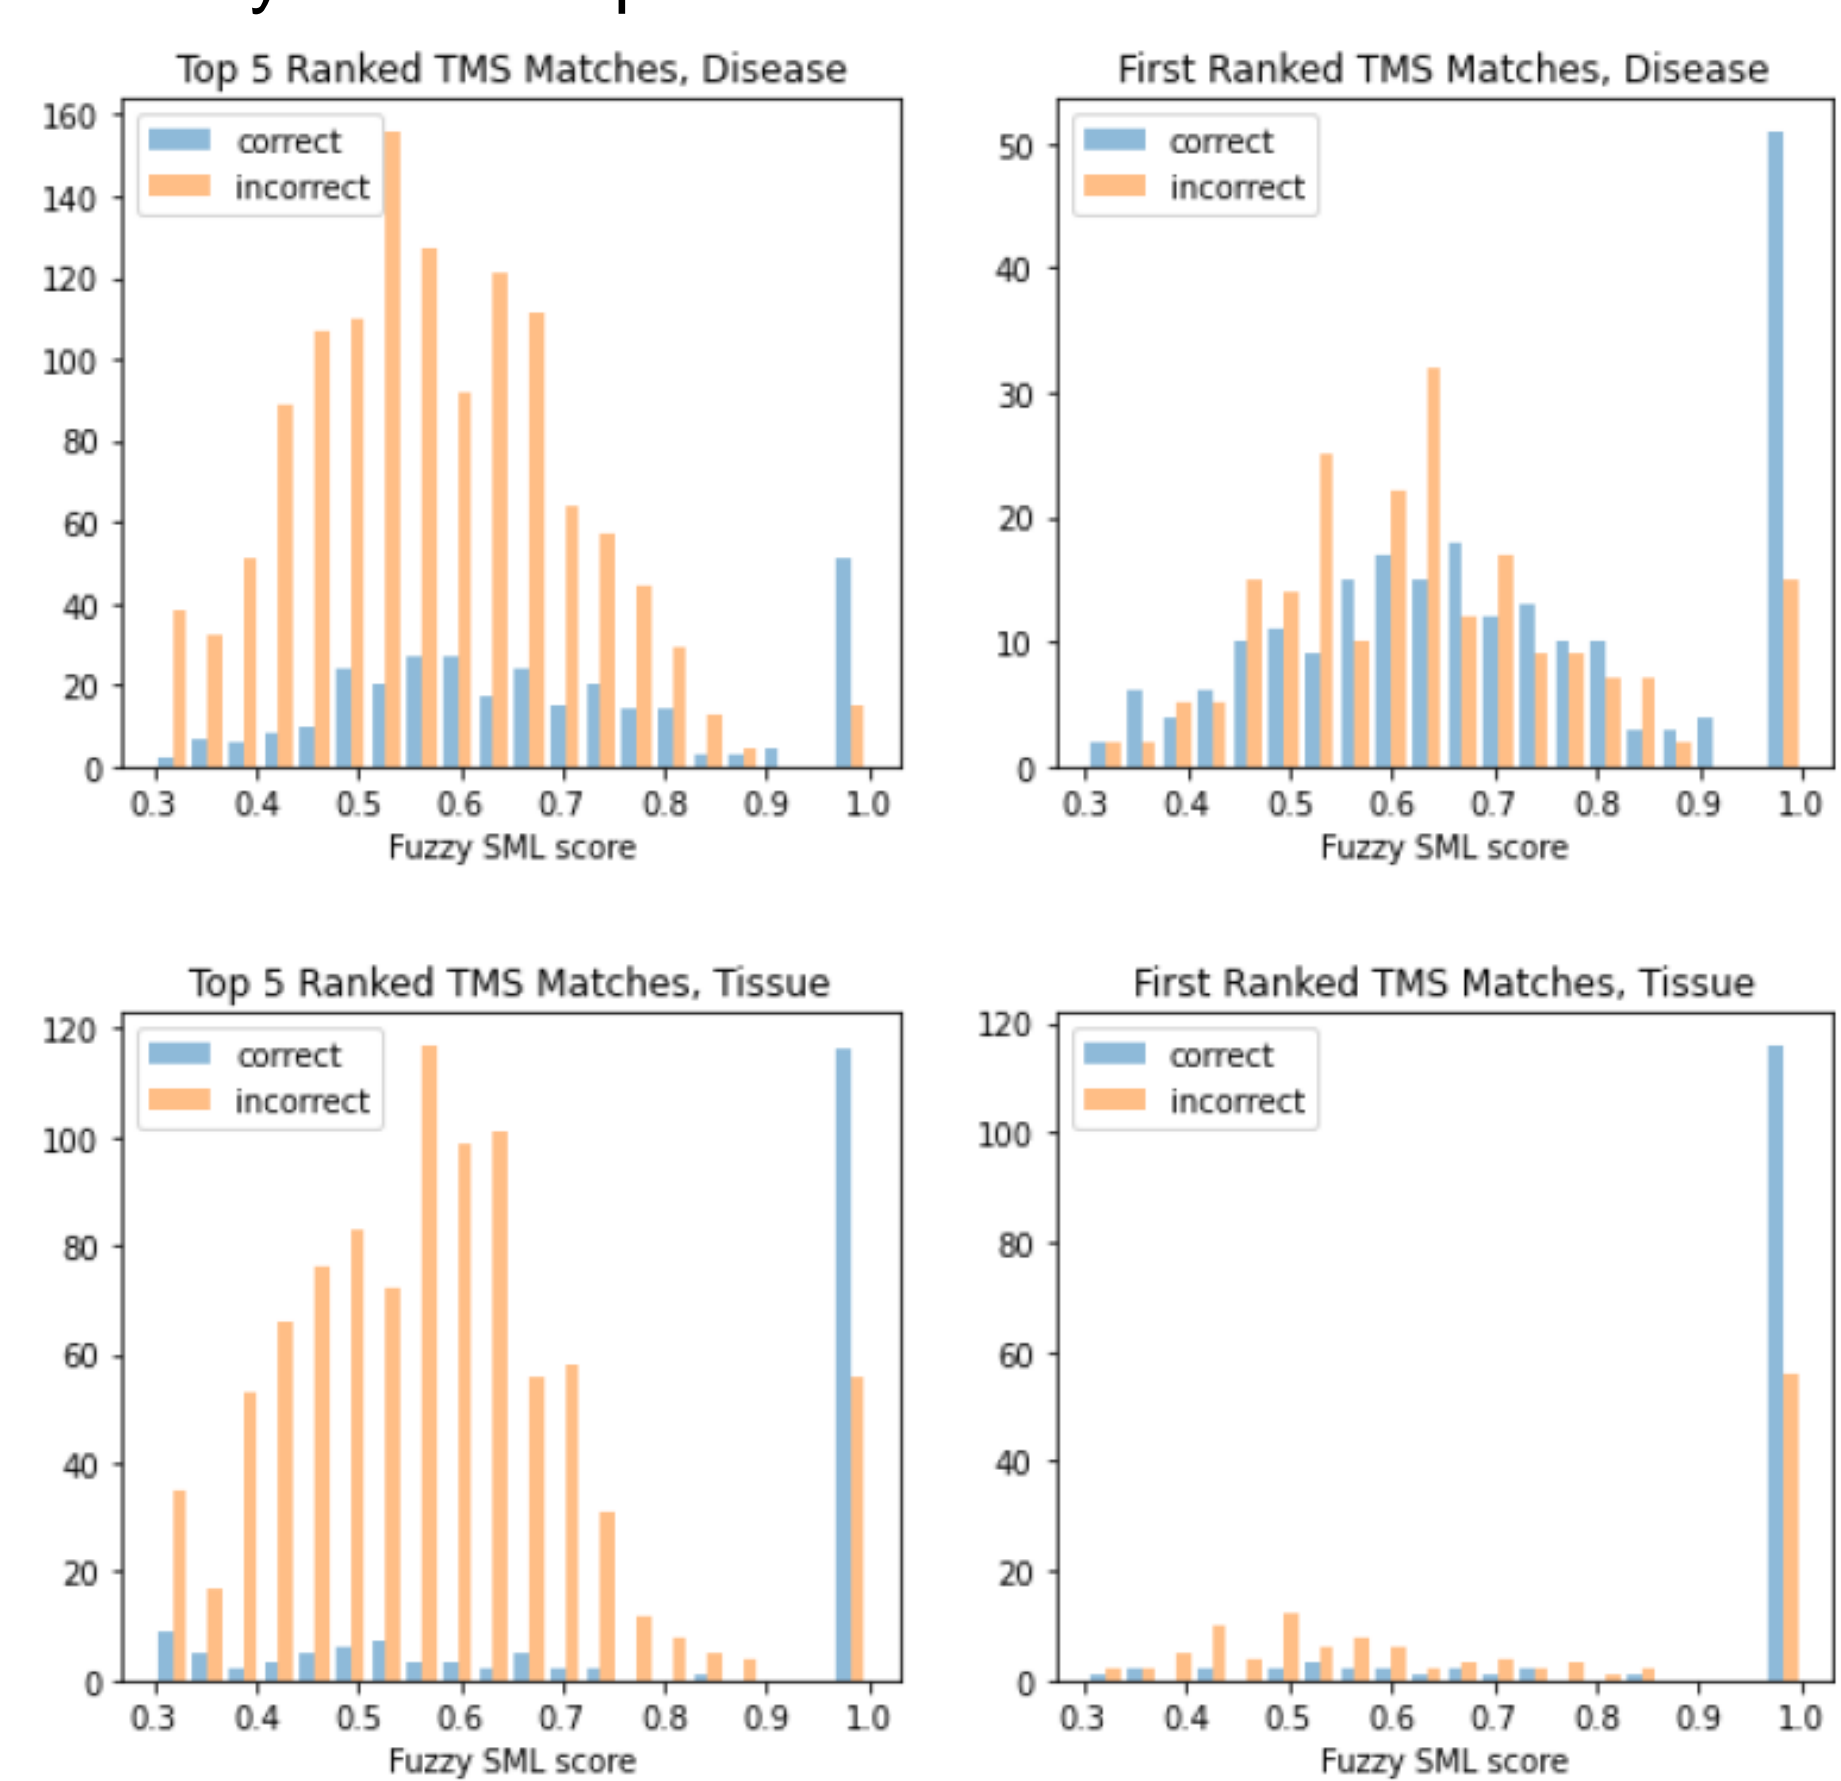 Top 5 Ranked TMS Matches, Disease
160
140
120
100
80
60
40
20
0
correct
incorrect
0.3 0.4 0.5 0.6 0.7 0.8 0.9 1.0
Fuzzy SML score
First Ranked TMS Matches, Disease
50
40
30
20
10
0
correct
incorrect
0.3 0.4 0.5 0.6 0.7 0.8 0.9 1.0
Fuzzy SML score
Top 5 Ranked TMS Matches, Tissue
120
100
80
60
40
20
0
correct
incorrect
0.3 0.4 0.5 0.6 0.7 0.8 0.9 1.0
Fuzzy SML score
First Ranked TMS Matches, Tissue
120
100
80
60
40
20
0
correct
incorrect
0.3 0.4 0.5 0.6 0.7 0.8 0.9 1.0
Fuzzy SML score